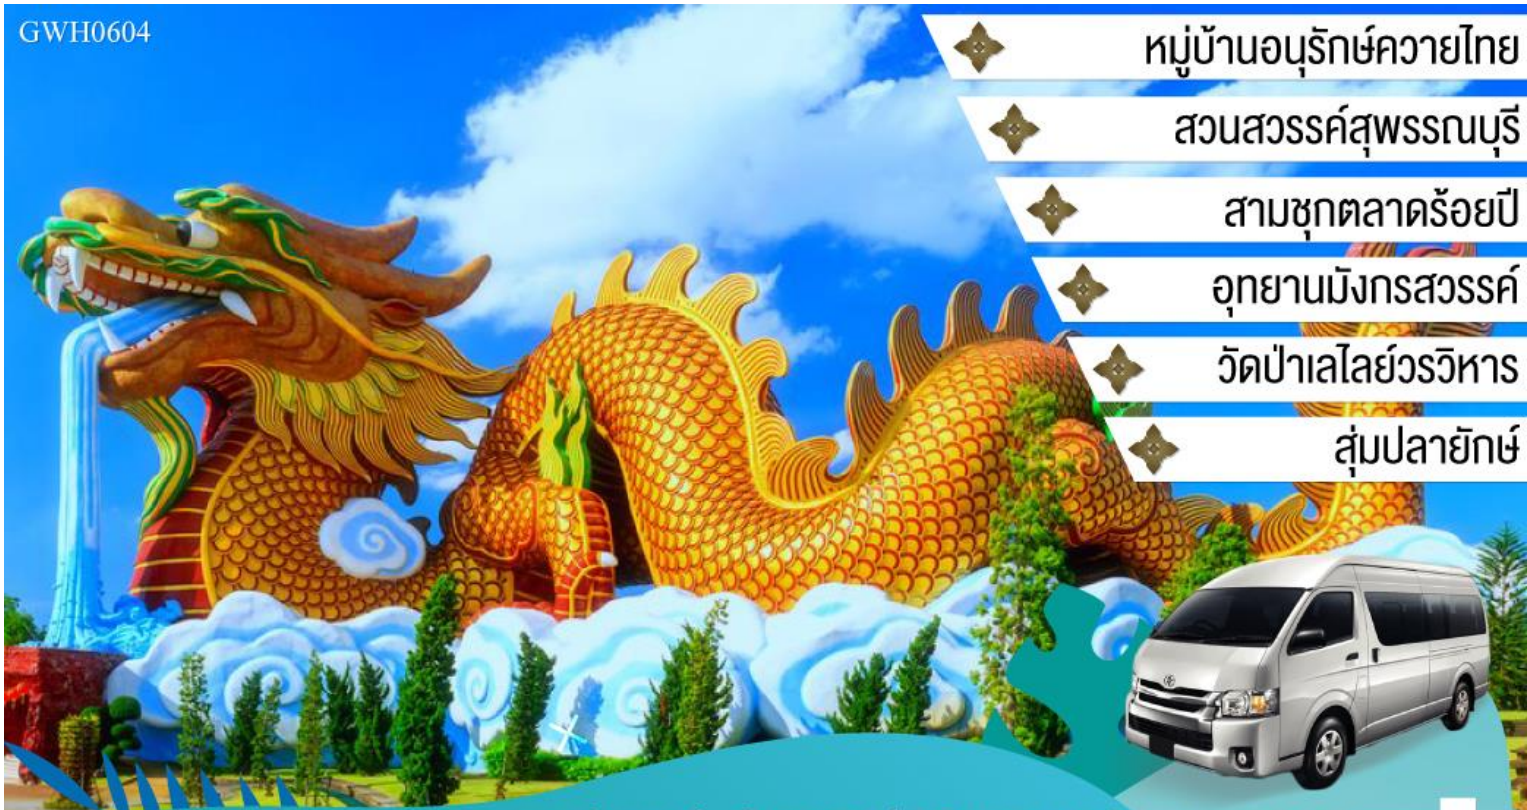 GWH0604
หมู่บ้านอนุรักษ์ควายไทย
สวนสวรรค์สุพรรณบุรี
สามชุกตลาดร้อยปี
อุทยานมังกรสวรรค์
วัดป่าเลไลย์วรวิหาร
สุ่มปลายักษ์